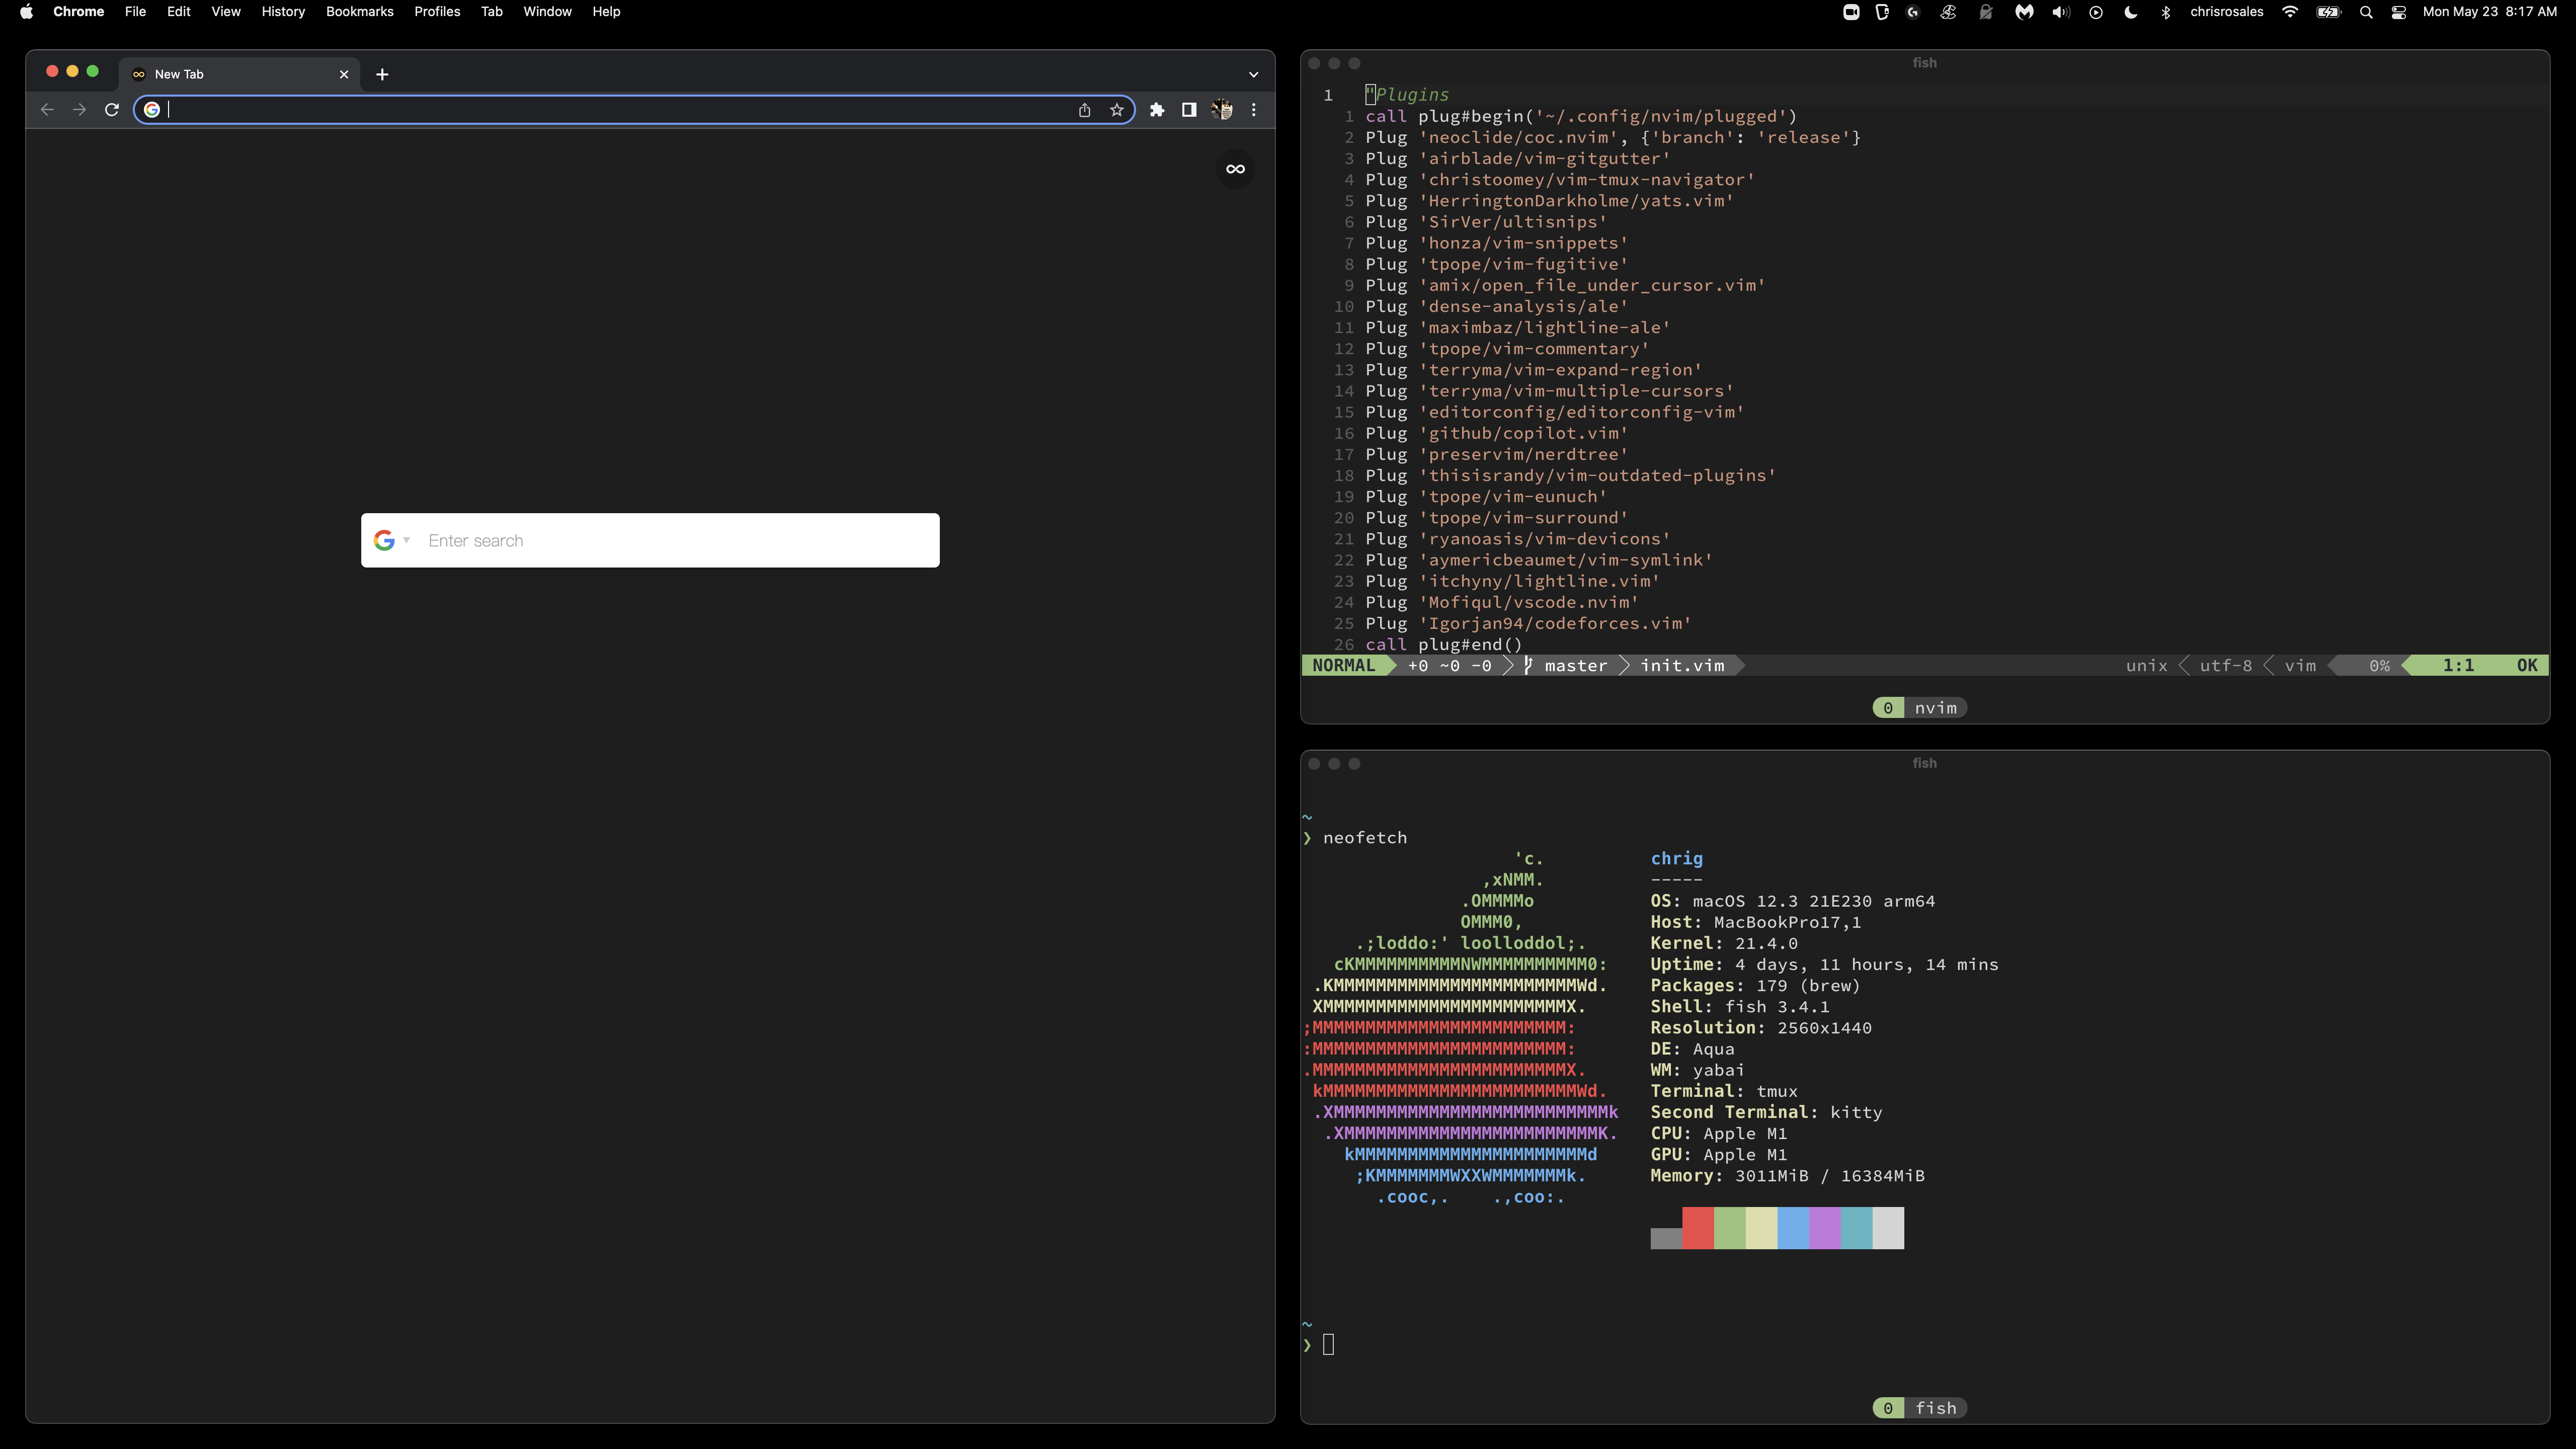 Chrome File Edit View History Bookmarks Profiles Tab Window Help chrisrosales Mon May 23 8:17 AM
New Tab
Enter search
fish
1 "Plugins
1 call plug#begin('~/.config/nvim/plugged')
2 Plug 'neoclide/coc.nvim', {'branch': 'release'}
3 Plug 'airblade/vim-gitgutter'
4 Plug 'christoomey/vim-tmux-navigator'
5 Plug 'HerringtonDarkholme/yats.vim'
6 Plug 'SirVer/ultisnips'
7 Plug 'honza/vim-snippets'
8 Plug 'tpope/vim-fugitive'
9 Plug 'amix/open_file_under_cursor.vim'
10 Plug 'dense-analysis/ale'
11 Plug 'maximbaz/lightline-ale'
12 Plug 'tpope/vim-commentary'
13 Plug 'terryma/vim-expand-region'
14 Plug 'terryma/vim-multiple-cursors'
15 Plug 'editorconfig/editorconfig-vim'
16 Plug 'github/copilot.vim'
17 Plug 'preservim/nerdtree'
18 Plug 'thisisrandy/vim-outdated-plugins'
19 Plug 'tpope/vim-eunuch'
20 Plug 'tpope/vim-surround'
21 Plug 'ryanoasis/vim-devicons'
22 Plug 'aymericbeaumet/vim-symlink'
23 Plug 'itchyny/lightline.vim'
24 Plug 'Mofiqul/vscode.nvim'
25 Plug 'Igorjan94/codeforces.vim'
26 call plug#end()
NORMAL +0 ~0 -0 master init.vim unix utf-8 vim 0% 1:1 OK
0 nvim
fish
~
❯ neofetch
'c. chrig
,xNMM. -----
.OMMMMo OS: macOS 12.3 21E230 arm64
OMMM0, Host: MacBookPro17,1
.;loddo:' loolloddol;. Kernel: 21.4.0
cKMMMMMMMMMMNWMMMMMMMMMM0: Uptime: 4 days, 11 hours, 14 mins
.KMMMMMMMMMMMMMMMMMMMMMMMWd. Packages: 179 (brew)
XMMMMMMMMMMMMMMMMMMMMMMMX. Shell: fish 3.4.1
;MMMMMMMMMMMMMMMMMMMMMMMM: Resolution: 2560x1440
:MMMMMMMMMMMMMMMMMMMMMMMM: DE: Aqua
.MMMMMMMMMMMMMMMMMMMMMMMMX. WM: yabai
kMMMMMMMMMMMMMMMMMMMMMMMMWd. Terminal: tmux
.XMMMMMMMMMMMMMMMMMMMMMMMMMMk Second Terminal: kitty
.XMMMMMMMMMMMMMMMMMMMMMMMMK. CPU: Apple M1
kMMMMMMMMMMMMMMMMMMMMMMd GPU: Apple M1
;KMMMMMMMWXXWMMMMMMMk. Memory: 3011MiB / 16384MiB
.cooc,. .,coo:.
~
❯
0 fish